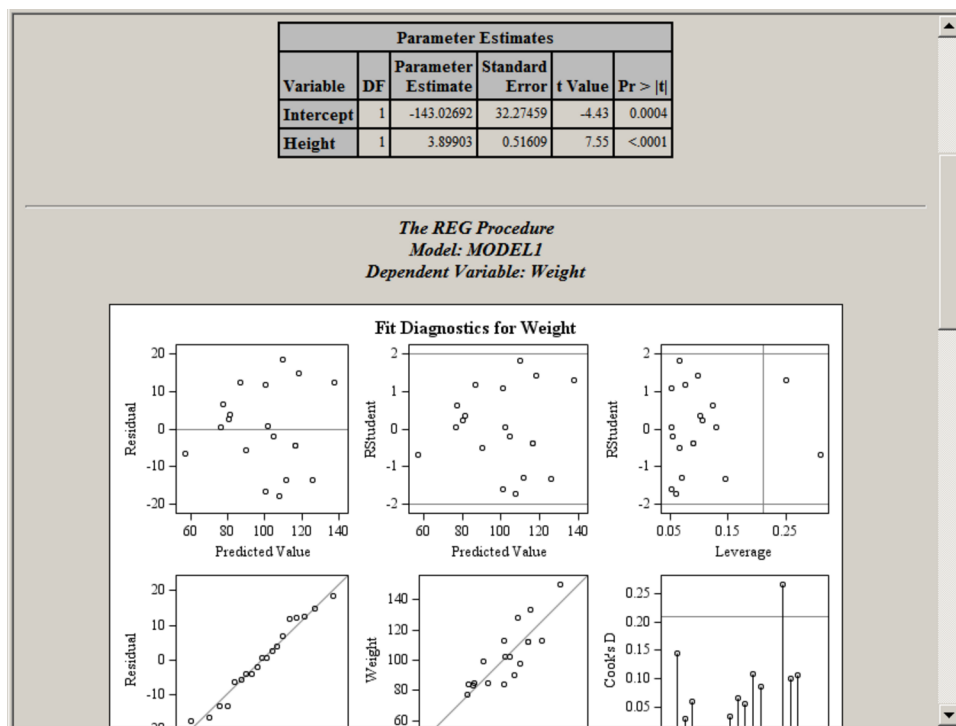 Parameter Estimates
Variable DF Parameter Estimate Standard Error t Value Pr > |t|
Intercept 1 -143.02692 32.27459 -4.43 0.0004
Height 1 3.89903 0.51609 7.55 <.0001
The REG Procedure
Model: MODEL1
Dependent Variable: Weight
Fit Diagnostics for Weight
Residual
20
10
0
-10
-20
60 80 100 120 140
Predicted Value
RStudent
2
1
0
-1
-2
60 80 100 120 140
Predicted Value
RStudent
2
1
0
-1
-2
0.05 0.15 0.25
Leverage
Residual
20
10
0
-10
-20
Weight
140
120
100
80
60
Cook's D
0.25
0.20
0.15
0.10
0.05